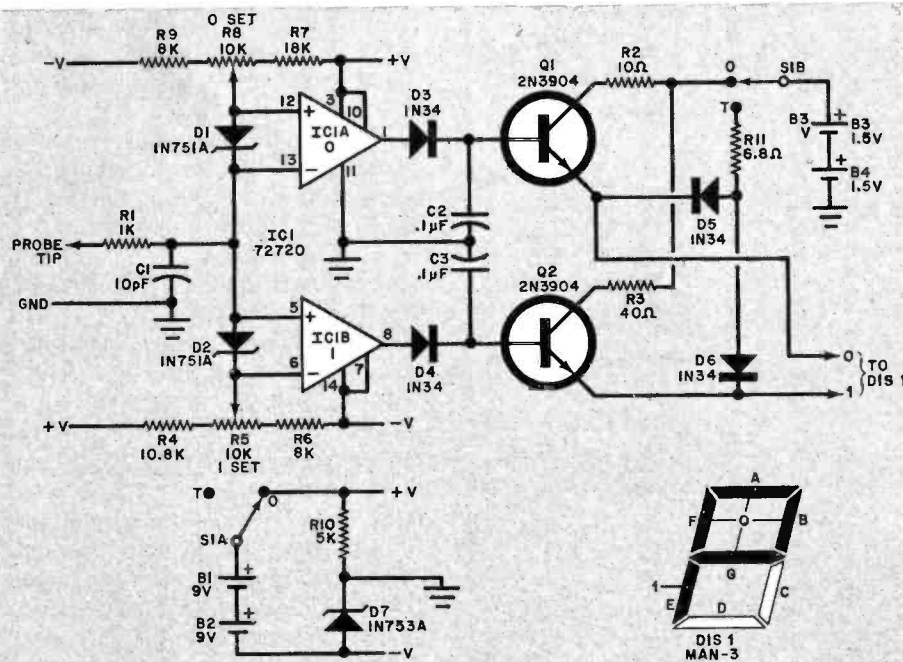 0 SET
R9
8K
R8
10K
R7
18K
-V
+V
D1
1N751A
12
13
+
-
3
10
IC1A
0
1
11
D3
1N34
Q1
2N3904
R2
10Ω
0
S1B
T
R11
6.8Ω
B3
V
+
B3
1.5V
+
B4
1.5V
PROBE
TIP
R1
1K
C1
10pF
GND
IC1
72720
C2
.1µF
C3
.1µF
D5
1N34
Q2
2N3904
R3
40Ω
D2
1N751A
5
6
+
-
IC1B
1
8
14
7
D4
1N34
D6
1N34
0
1
TO
DIS 1
+V
R4
10.8K
R5
10K
1 SET
R6
8K
-V
T
0
+V
S1A
R10
5K
B1
9V
+
B2
9V
+
D7
1N753A
-V
A
F
0
B
G
1
E
D
C
DIS 1
MAN-3